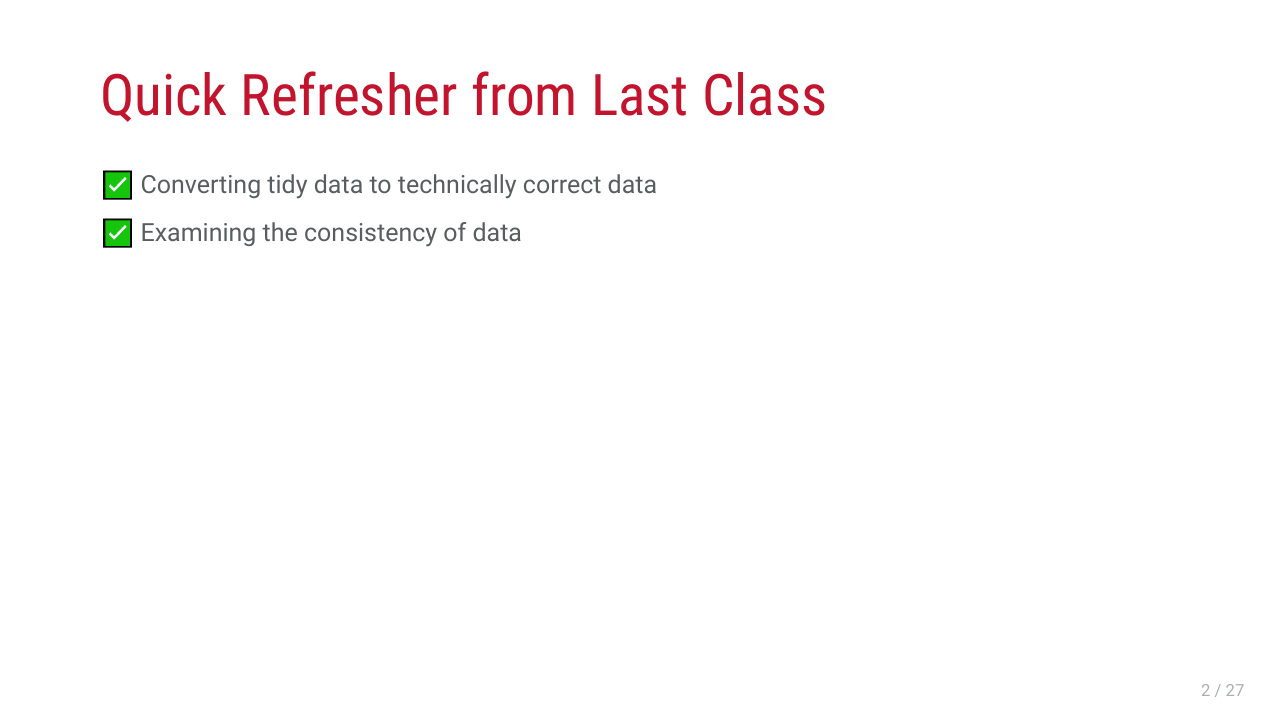 Quick Refresher from Last Class
✅ Converting tidy data to technically correct data
✅ Examining the consistency of data
2 / 27